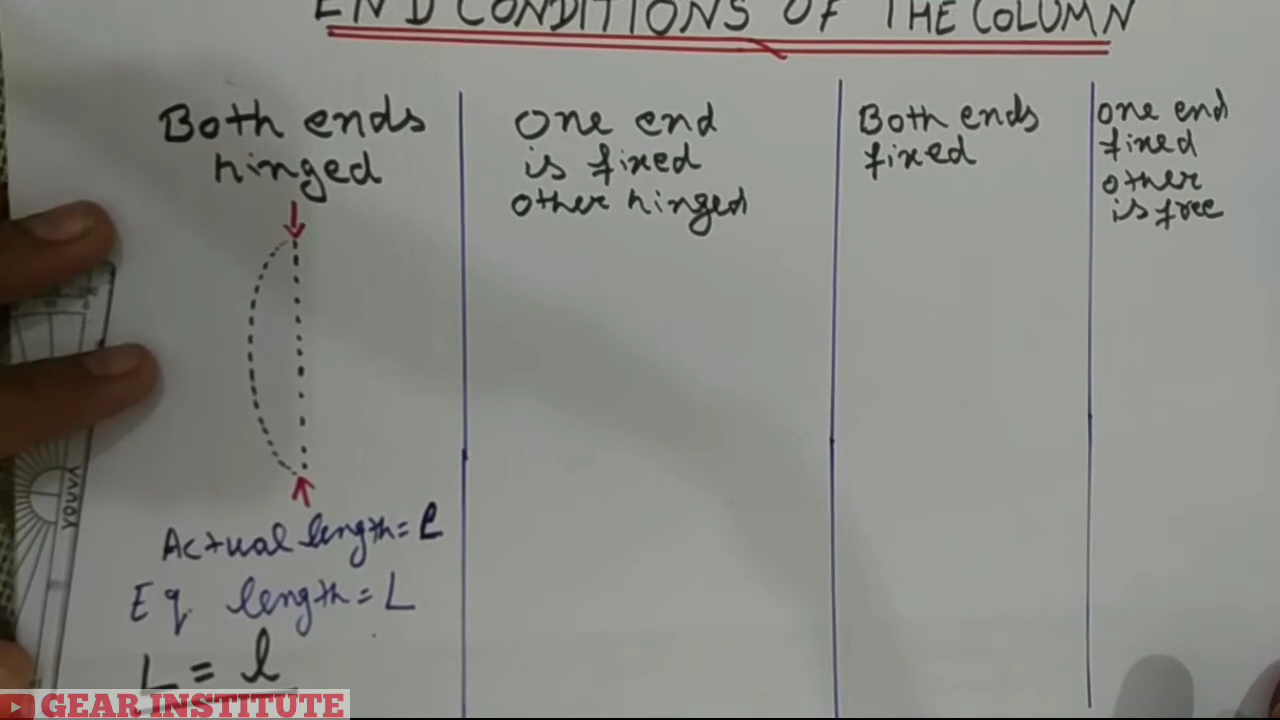 END CONDITIONS OF THE COLUMN
Both ends
hinged
One end
is fixed
other hinged
Both ends
fixed
One end
fixed
other
is free
Actual length = l
Eq. length = L
L = l
GEAR INSTITUTE